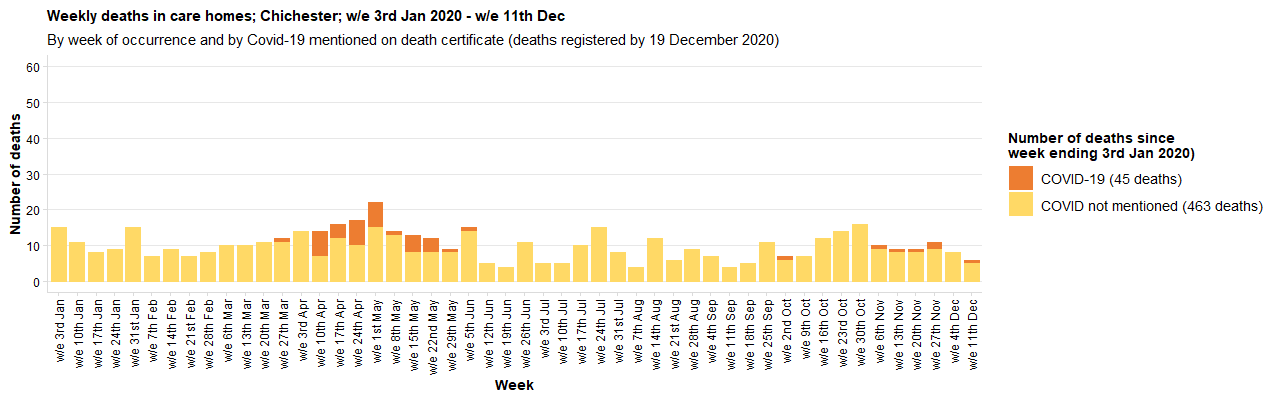 Weekly deaths in care homes; Chichester; w/e 3rd Jan 2020 - w/e 11th Dec
By week of occurrence and by Covid-19 mentioned on death certificate (deaths registered by 19 December 2020)
Number of deaths
60
50
40
30
20
10
0
w/e 3rd Jan
w/e 10th Jan
w/e 17th Jan
w/e 24th Jan
w/e 31st Jan
w/e 7th Feb
w/e 14th Feb
w/e 21st Feb
w/e 28th Feb
w/e 6th Mar
w/e 13th Mar
w/e 20th Mar
w/e 27th Mar
w/e 3rd Apr
w/e 10th Apr
w/e 17th Apr
w/e 24th Apr
w/e 1st May
w/e 8th May
w/e 15th May
w/e 22nd May
w/e 29th May
w/e 5th Jun
w/e 12th Jun
w/e 19th Jun
w/e 26th Jun
w/e 3rd Jul
w/e 10th Jul
w/e 17th Jul
w/e 24th Jul
w/e 31st Jul
w/e 7th Aug
w/e 14th Aug
w/e 21st Aug
w/e 28th Aug
w/e 4th Sep
w/e 11th Sep
w/e 18th Sep
w/e 25th Sep
w/e 2nd Oct
w/e 9th Oct
w/e 16th Oct
w/e 23rd Oct
w/e 30th Oct
w/e 6th Nov
w/e 13th Nov
w/e 20th Nov
w/e 27th Nov
w/e 4th Dec
w/e 11th Dec
Week
Number of deaths since
week ending 3rd Jan 2020)
COVID-19 (45 deaths)
COVID not mentioned (463 deaths)